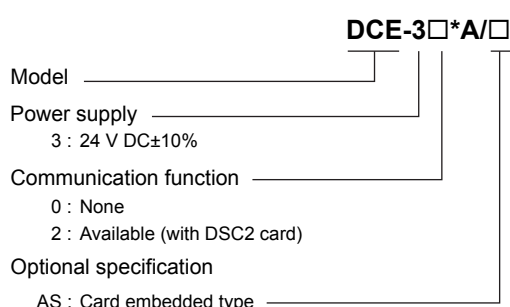 DCE-3□*A/□
Model
Power supply
3 : 24 V DC±10%
Communication function
0 : None
2 : Available (with DSC2 card)
Optional specification
AS : Card embedded type